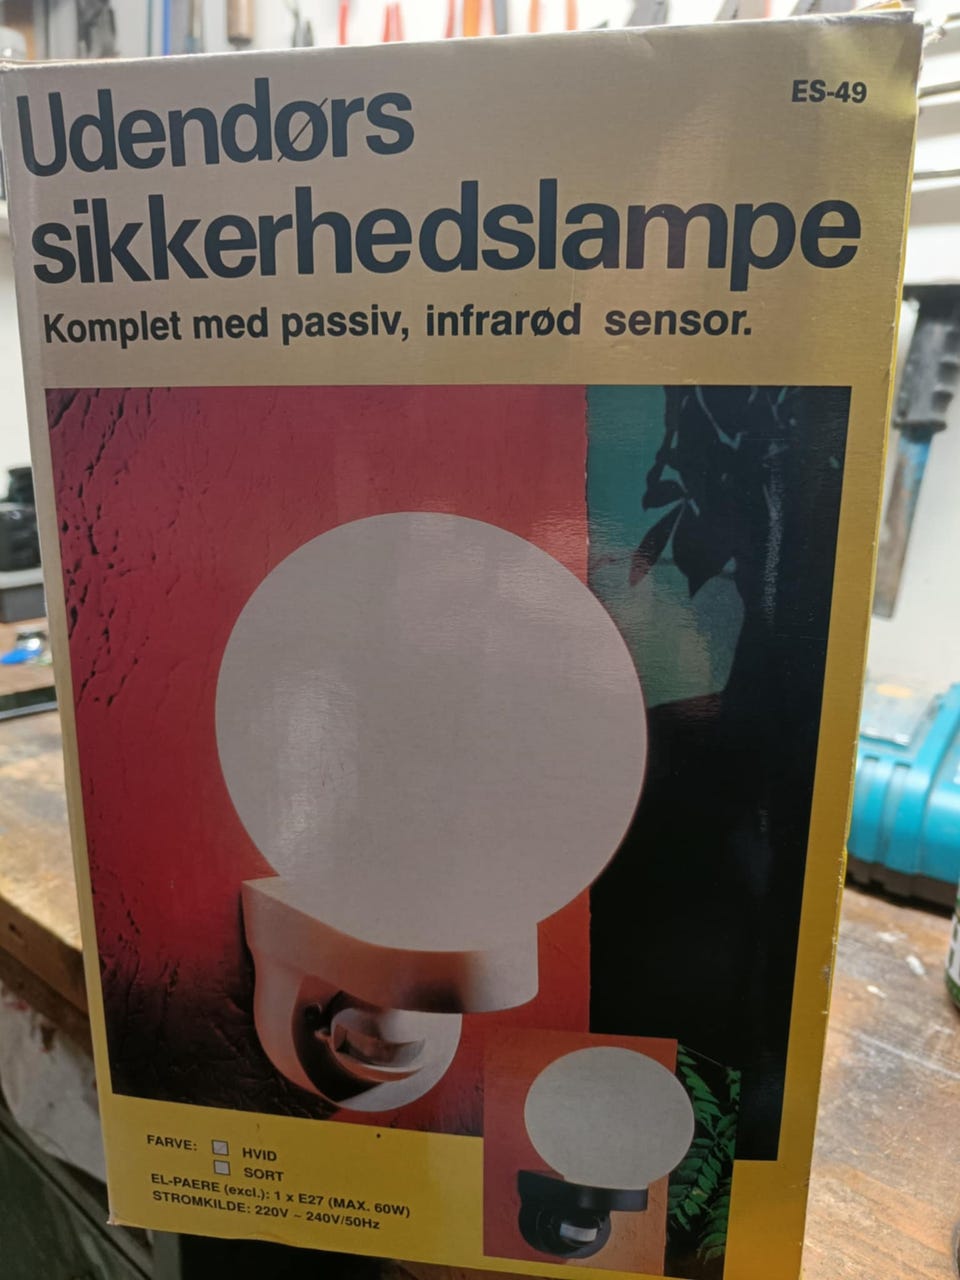 Udendørs
ES-49
sikkerhedslampe
Komplet med passiv, infrarød sensor.
FARVE: HVID
SORT
EL-PAERE (excl.): 1 x E27 (MAX. 60W)
STROMKILDE: 220V ~ 240V/50Hz